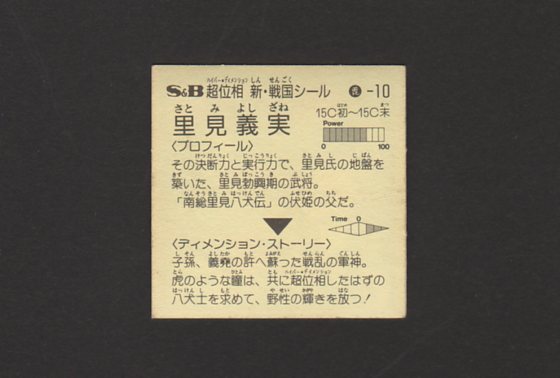 S&B 超位相 新・戦国シール -10
里見義実 15C初〜15C末
Power
0 100
〈プロフィール〉
その決断力と実行力で、里見氏の地盤を
築いた、里見勃興期の武将。
「南総里見八犬伝」の伏姫の父だ。
Time 0
〈ディメンション・ストーリー〉
子孫、義堯の許へ蘇った戦乱の軍神。
虎のような瞳は、共に超位相したはずの
八犬士を求めて、野性の輝きを放つ！